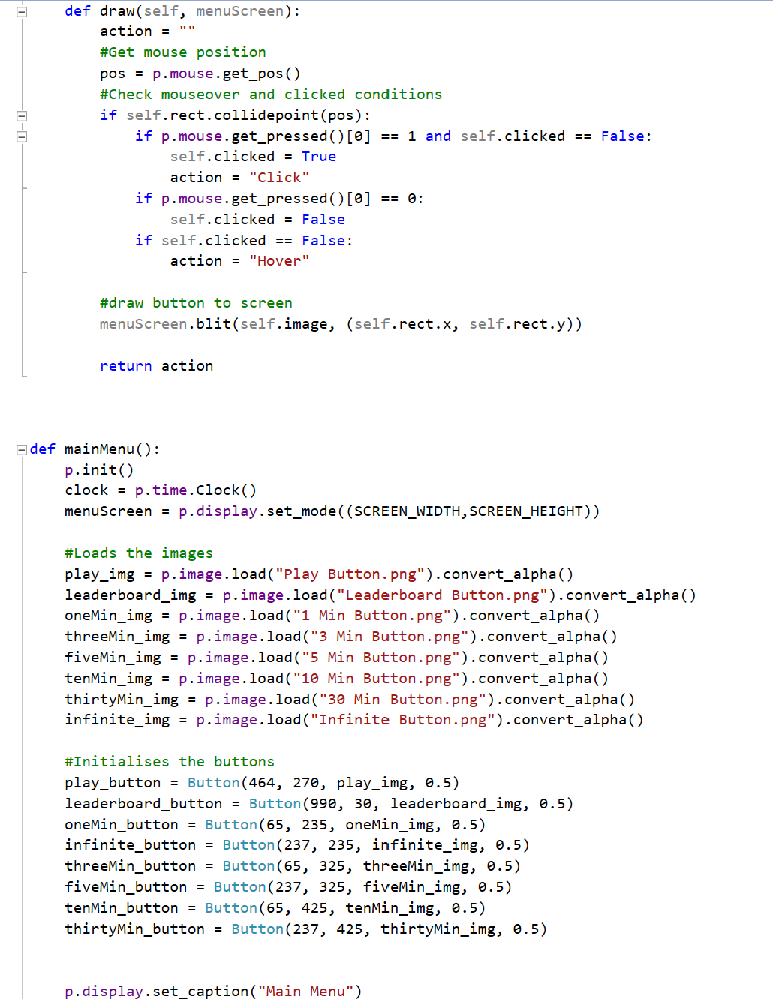 def draw(self, menuScreen):
action = ""
#Get mouse position
pos = p.mouse.get_pos()
#Check mouseover and clicked conditions
if self.rect.collidepoint(pos):
if p.mouse.get_pressed()[0] == 1 and self.clicked == False:
self.clicked = True
action = "Click"
if p.mouse.get_pressed()[0] == 0:
self.clicked = False
if self.clicked == False:
action = "Hover"
#draw button to screen
menuScreen.blit(self.image, (self.rect.x, self.rect.y))
return action
def mainMenu():
p.init()
clock = p.time.Clock()
menuScreen = p.display.set_mode((SCREEN_WIDTH,SCREEN_HEIGHT))
#Loads the images
play_img = p.image.load("Play Button.png").convert_alpha()
leaderboard_img = p.image.load("Leaderboard Button.png").convert_alpha()
oneMin_img = p.image.load("1 Min Button.png").convert_alpha()
threeMin_img = p.image.load("3 Min Button.png").convert_alpha()
fiveMin_img = p.image.load("5 Min Button.png").convert_alpha()
tenMin_img = p.image.load("10 Min Button.png").convert_alpha()
thirtyMin_img = p.image.load("30 Min Button.png").convert_alpha()
infinite_img = p.image.load("Infinite Button.png").convert_alpha()
#Initialises the buttons
play_button = Button(464, 270, play_img, 0.5)
leaderboard_button = Button(990, 30, leaderboard_img, 0.5)
oneMin_button = Button(65, 235, oneMin_img, 0.5)
infinite_button = Button(237, 235, infinite_img, 0.5)
threeMin_button = Button(65, 325, threeMin_img, 0.5)
fiveMin_button = Button(237, 325, fiveMin_img, 0.5)
tenMin_button = Button(65, 425, tenMin_img, 0.5)
thirtyMin_button = Button(237, 425, thirtyMin_img, 0.5)
p.display.set_caption("Main Menu")